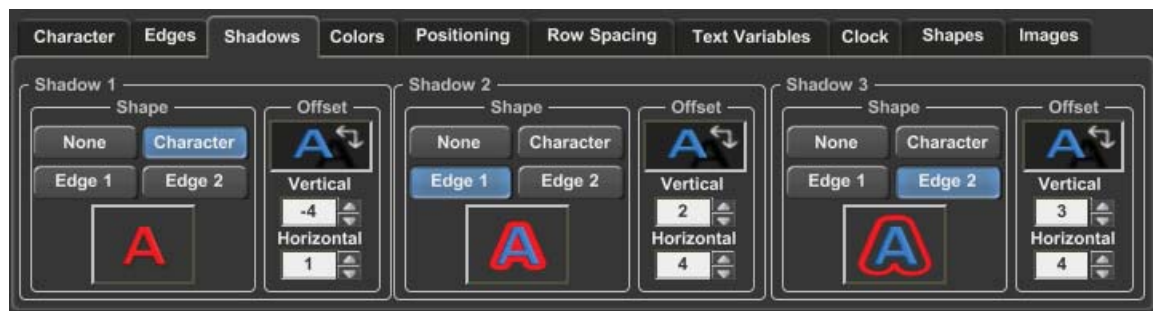 Character Edges Shadows Colors Positioning Row Spacing Text Variables Clock Shapes Images
Shadow 1
Shape
None Character
Edge 1 Edge 2
A
Offset
A
Vertical
-4
Horizontal
1
Shadow 2
Shape
None Character
Edge 1 Edge 2
A
Offset
A
Vertical
2
Horizontal
4
Shadow 3
Shape
None Character
Edge 1 Edge 2
A
Offset
A
Vertical
3
Horizontal
4